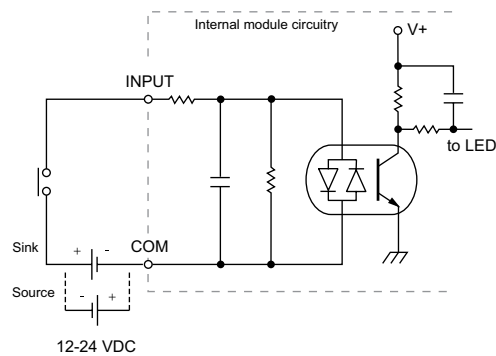 Internal module circuitry
V+
INPUT
to LED
COM
Sink
+ -
Source
- +
12-24 VDC